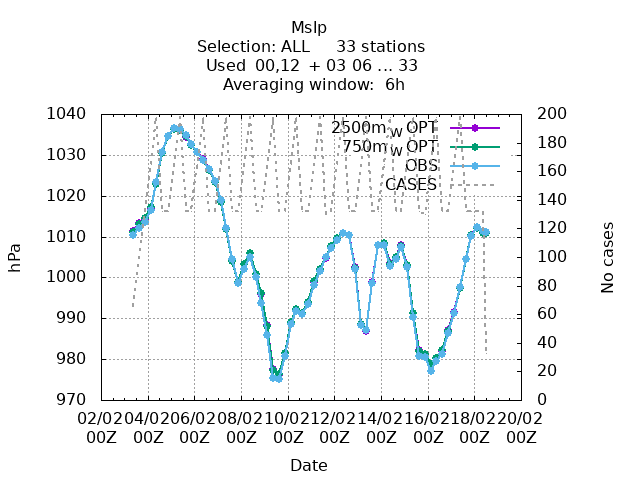 Mslp
Selection: ALL 33 stations
Used 00,12 + 03 06 ... 33
Averaging window: 6h
1040 200
2500m_W OPT
180
1030 750m_W OPT
OBS 160
1020 CASES
140
1010 120
hPa
1000 100
No cases
80
990 60
980 40
20
970 0
02/02 04/02 06/02 08/02 10/02 12/02 14/02 16/02 18/02 20/02
00Z 00Z 00Z 00Z 00Z 00Z 00Z 00Z 00Z 00Z
Date